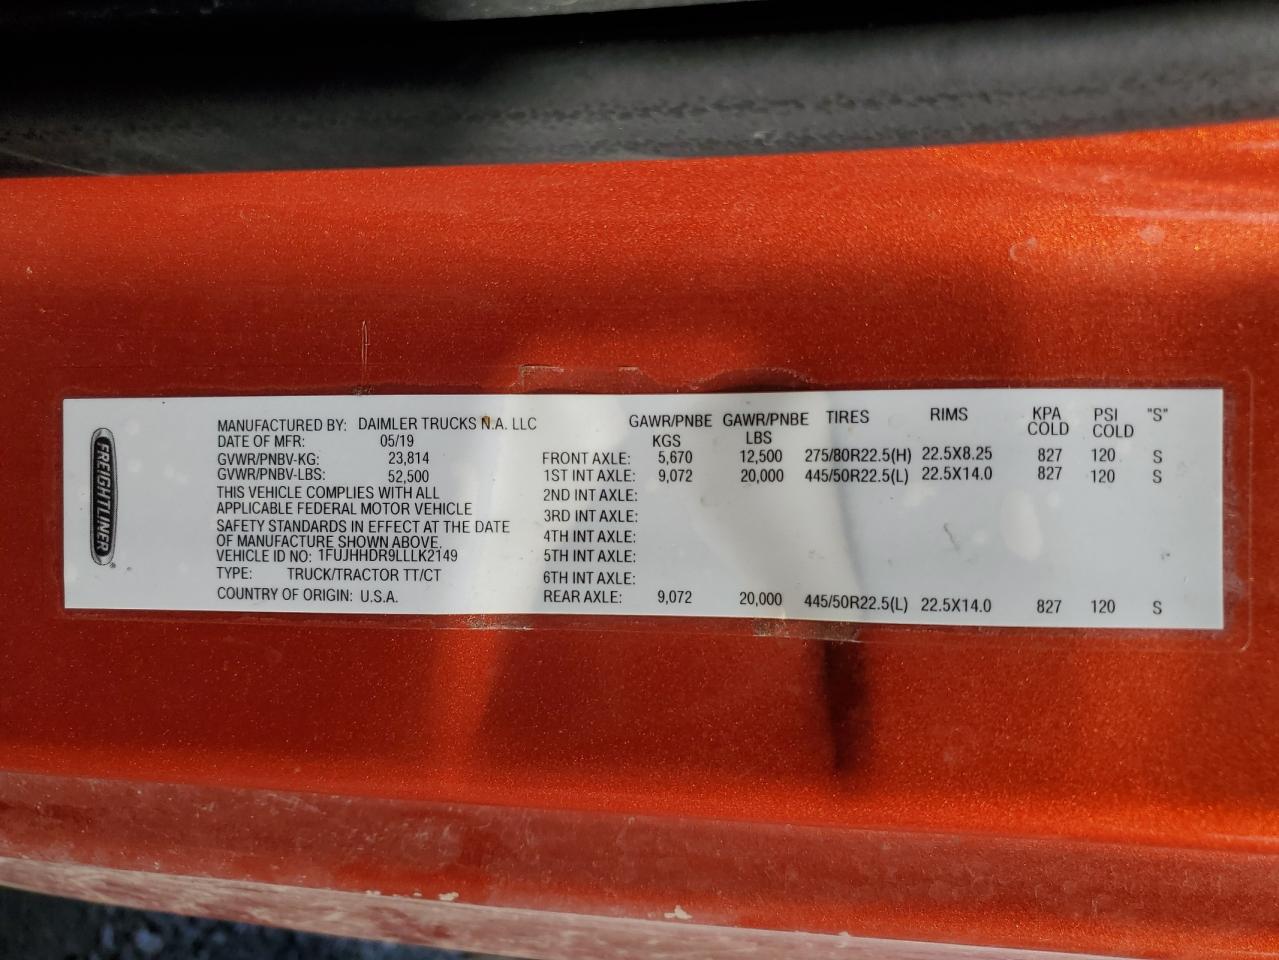 FREIGHTLINER®
MANUFACTURED BY: DAIMLER TRUCKS N.A. LLC
DATE OF MFR: 05/19
GVWR/PNBV-KG: 23,814
GVWR/PNBV-LBS: 52,500
THIS VEHICLE COMPLIES WITH ALL
APPLICABLE FEDERAL MOTOR VEHICLE
SAFETY STANDARDS IN EFFECT AT THE DATE
OF MANUFACTURE SHOWN ABOVE.
VEHICLE ID NO: 1FUJHHDR9LLLK2149
TYPE: TRUCK/TRACTOR TT/CT
COUNTRY OF ORIGIN: U.S.A.
GAWR/PNBE GAWR/PNBE TIRES RIMS KPA PSI "S"
KGS LBS COLD COLD
FRONT AXLE: 5,670 12,500 275/80R22.5(H) 22.5X8.25 827 120 S
1ST INT AXLE: 9,072 20,000 445/50R22.5(L) 22.5X14.0 827 120 S
2ND INT AXLE:
3RD INT AXLE:
4TH INT AXLE:
5TH INT AXLE:
6TH INT AXLE:
REAR AXLE: 9,072 20,000 445/50R22.5(L) 22.5X14.0 827 120 S